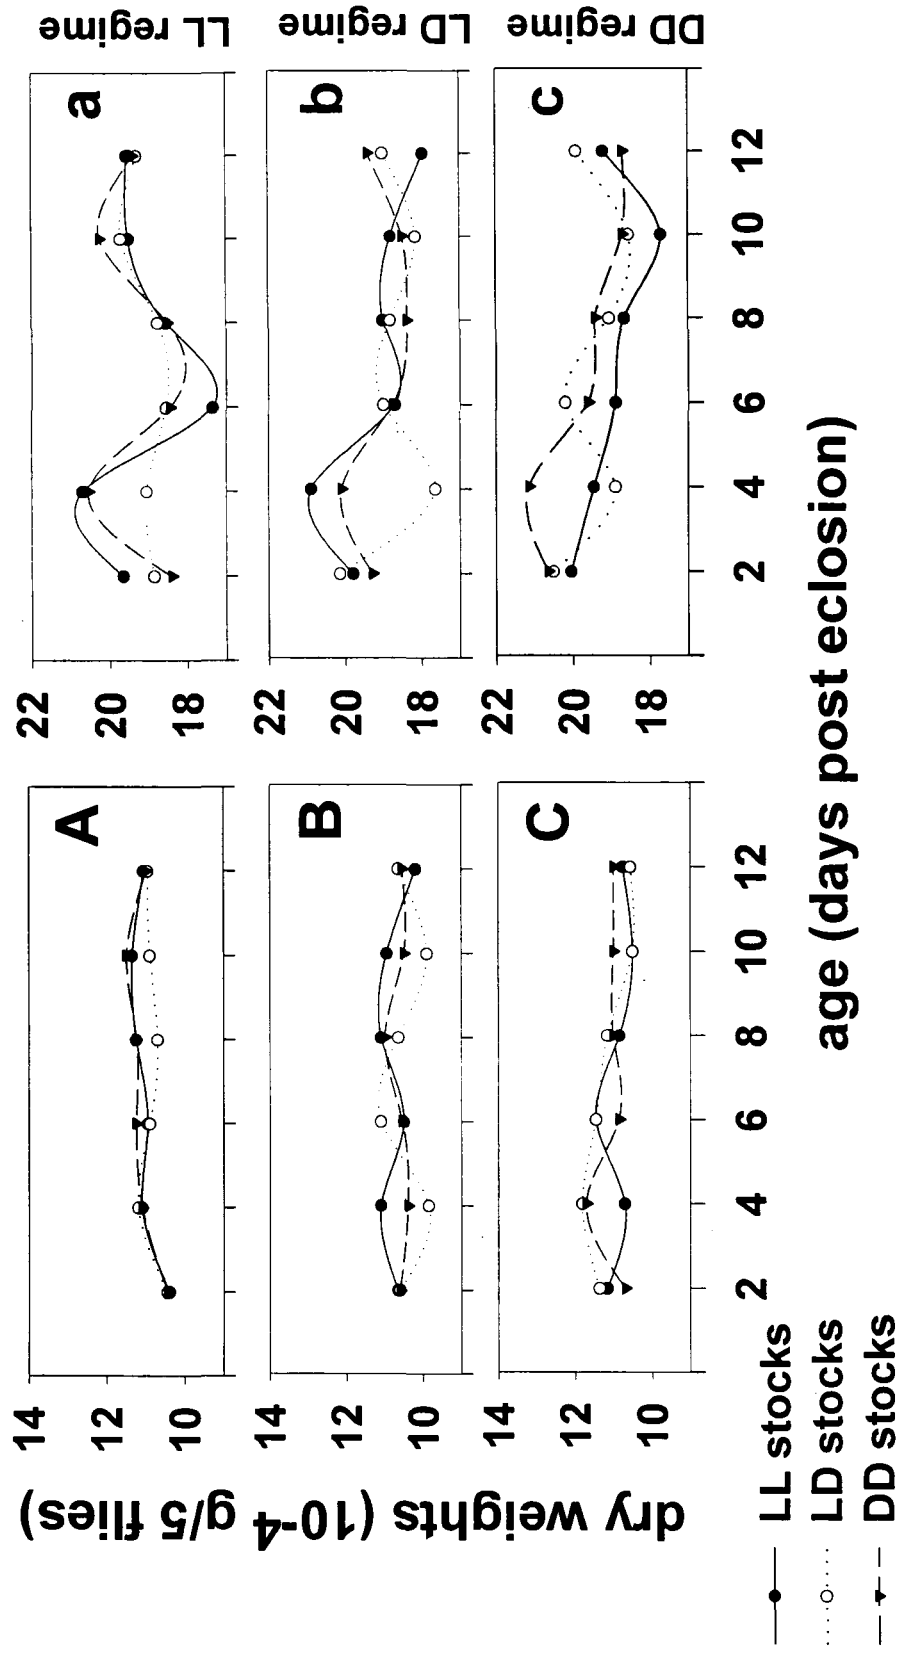 dry weights (10-4 g/5 flies)
14
12
10
A
22
20
18
a
LL regime
14
12
10
B
22
20
18
b
LD regime
14
12
10
C
22
20
18
c
DD regime
2 4 6 8 10 12
2 4 6 8 10 12
age (days post eclosion)
LL stocks
LD stocks
DD stocks